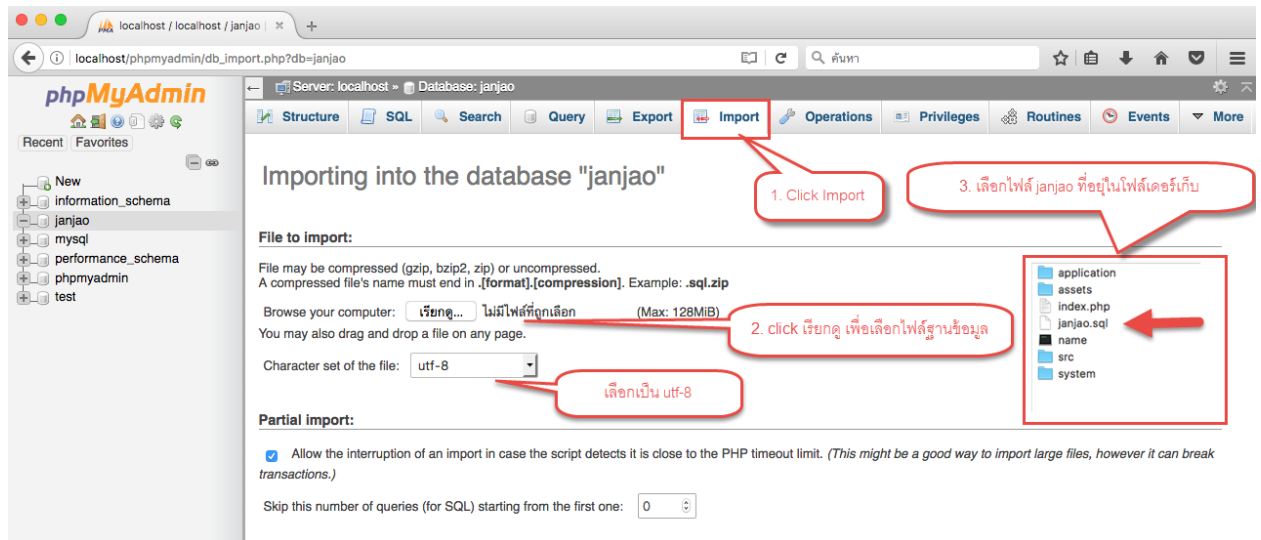 localhost / localhost / janjao |
localhost/phpmyadmin/db_import.php?db=janjao
ค้นหา
phpMyAdmin
Recent Favorites
New
information_schema
janjao
mysql
performance_schema
phpmyadmin
test
Server: localhost » Database: janjao
Structure SQL Search Query Export Import Operations Privileges Routines Events More
Importing into the database "janjao"
1. Click Import
3. เลือกไฟล์ janjao ที่อยู่ในโฟล์เดอร์เก็บ
File to import:
File may be compressed (gzip, bzip2, zip) or uncompressed.
A compressed file's name must end in .[format].[compression]. Example: .sql.zip
Browse your computer: เรียกดู... ไม่มีไฟล์ที่ถูกเลือก (Max: 128MiB)
You may also drag and drop a file on any page.
2. click เรียกดู เพื่อเลือกไฟล์ฐานข้อมูล
application
assets
index.php
janjao.sql
name
src
system
Character set of the file: utf-8
เลือกเป็น utf-8
Partial import:
Allow the interruption of an import in case the script detects it is close to the PHP timeout limit. (This might be a good way to import large files, however it can break
transactions.)
Skip this number of queries (for SQL) starting from the first one: 0